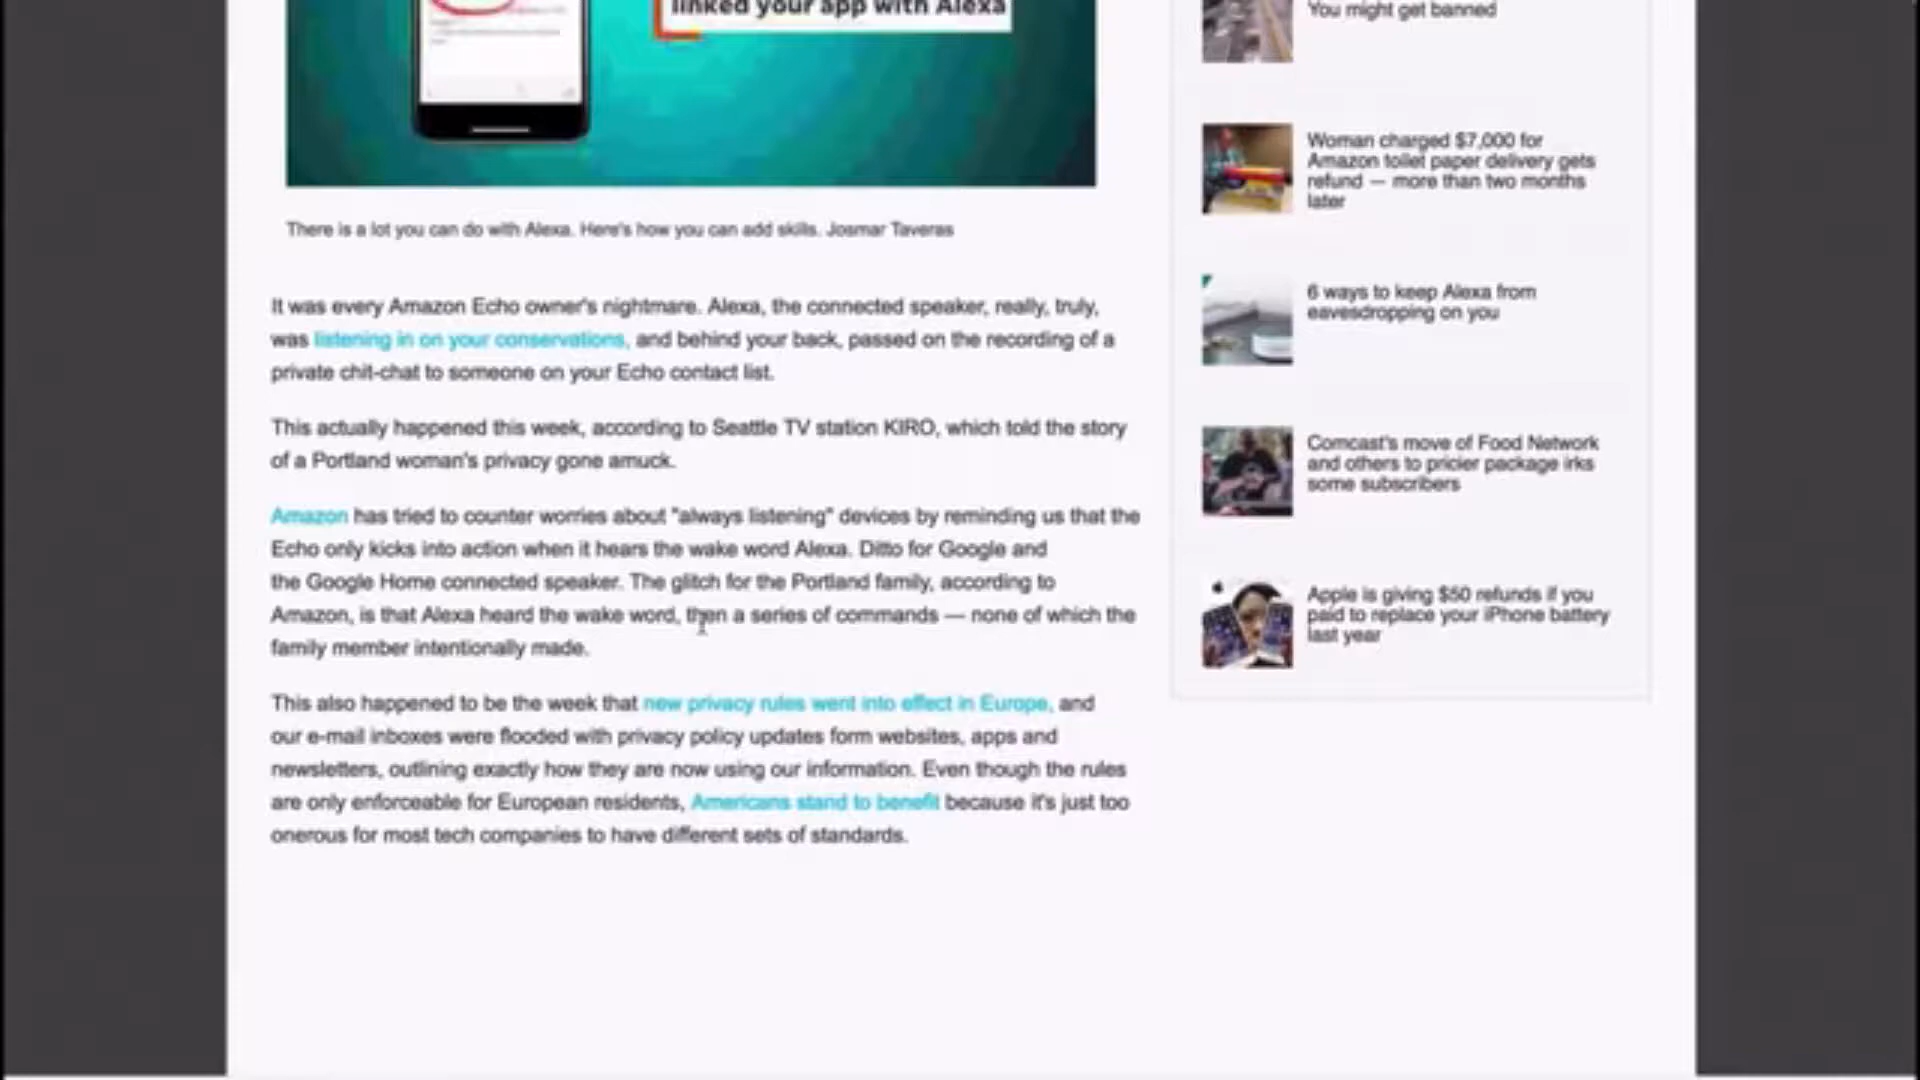 linked your app with Alexa
There is a lot you can do with Alexa. Here's how you can add skills. Josmar Taveras
It was every Amazon Echo owner's nightmare. Alexa, the connected speaker, really, truly,
was listening in on your conservations, and behind your back, passed on the recording of a
private chit-chat to someone on your Echo contact list.
This actually happened this week, according to Seattle TV station KIRO, which told the story
of a Portland woman's privacy gone amuck.
Amazon has tried to counter worries about "always listening" devices by reminding us that the
Echo only kicks into action when it hears the wake word Alexa. Ditto for Google and
the Google Home connected speaker. The glitch for the Portland family, according to
Amazon, is that Alexa heard the wake word, then a series of commands — none of which the
family member intentionally made.
This also happened to be the week that new privacy rules went into effect in Europe, and
our e-mail inboxes were flooded with privacy policy updates form websites, apps and
newsletters, outlining exactly how they are now using our information. Even though the rules
are only enforceable for European residents, Americans stand to benefit because it's just too
onerous for most tech companies to have different sets of standards.
You might get banned
Woman charged $7,000 for
Amazon toilet paper delivery gets
refund — more than two months
later
6 ways to keep Alexa from
eavesdropping on you
Comcast's move of Food Network
and others to pricier package irks
some subscribers
Apple is giving $50 refunds if you
paid to replace your iPhone battery
last year